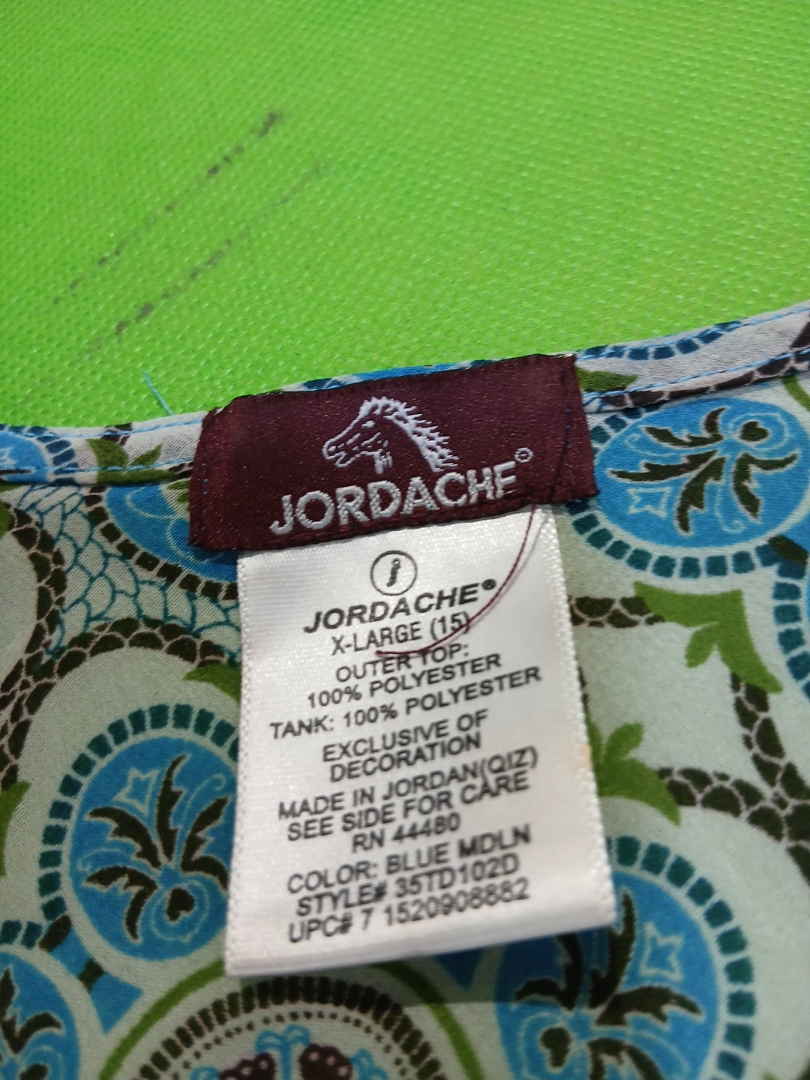 JORDACHE®
j
JORDACHE®
X-LARGE (15)
OUTER TOP:
100% POLYESTER
TANK: 100% POLYESTER
EXCLUSIVE OF
DECORATION
MADE IN JORDAN(QIZ)
SEE SIDE FOR CARE
RN 44480
COLOR: BLUE MDLN
STYLE# 35TD102D
UPC# 7 1520908882